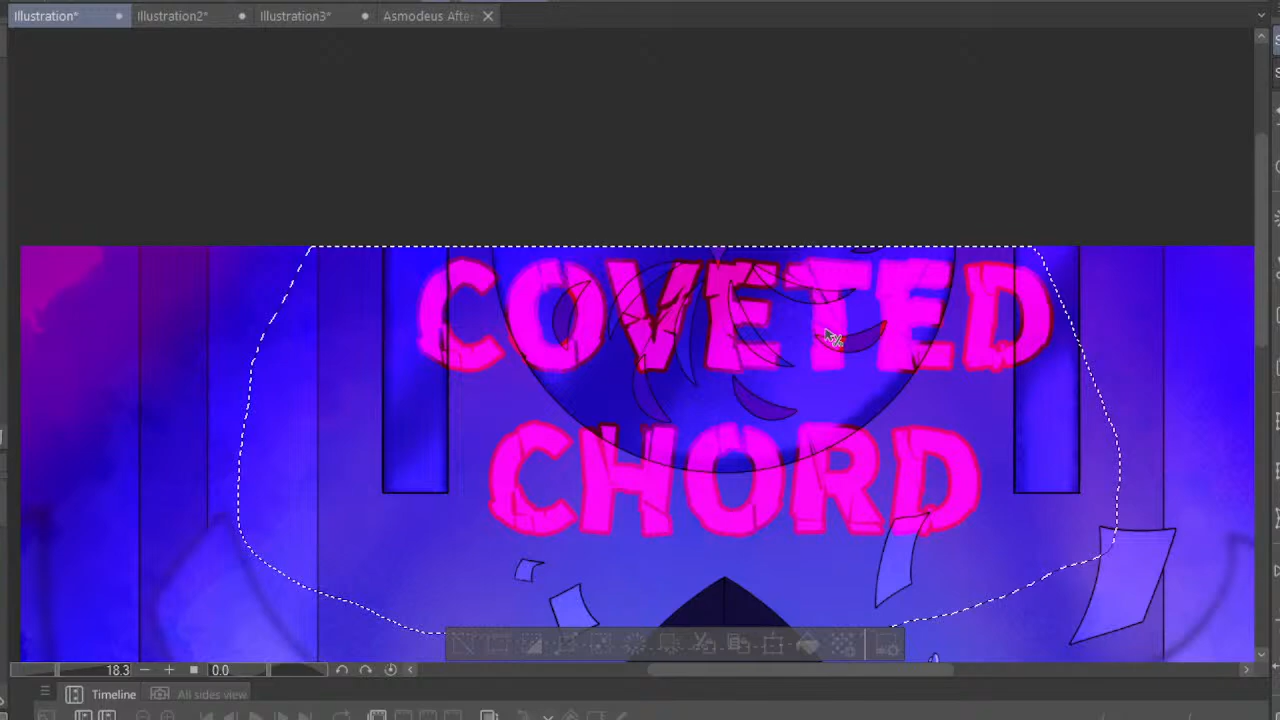 Illustration*
Illustration2*
Illustration3*
Asmodeus After
COVETED
CHORD
18.3
0.0
Timeline
All sides view